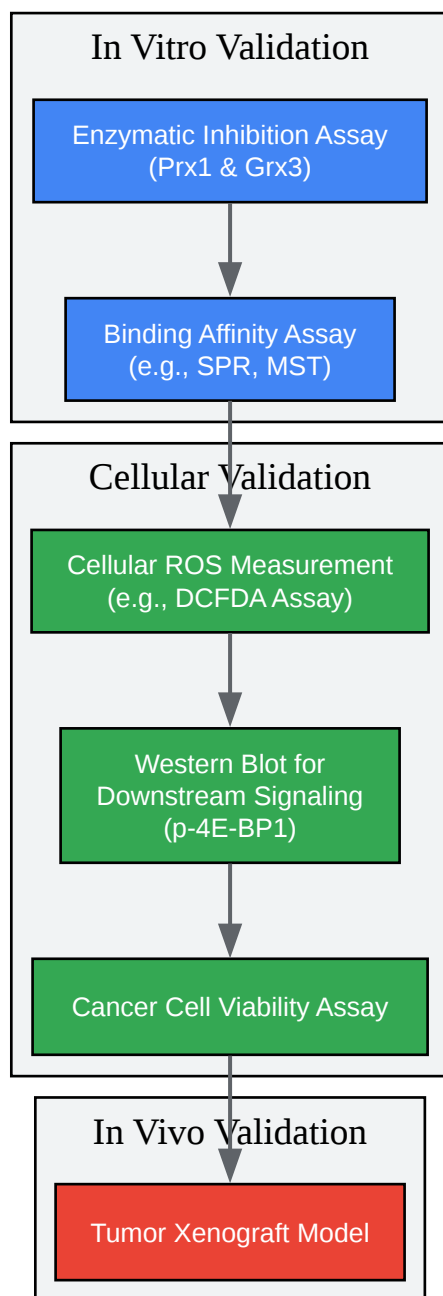 In Vitro Validation
Enzymatic Inhibition Assay
(Prx1 & Grx3)
Binding Affinity Assay
(e.g., SPR, MST)
Cellular Validation
Cellular ROS Measurement
(e.g., DCFDA Assay)
Western Blot for
Downstream Signaling
(p-4E-BP1)
Cancer Cell Viability Assay
In Vivo Validation
Tumor Xenograft Model